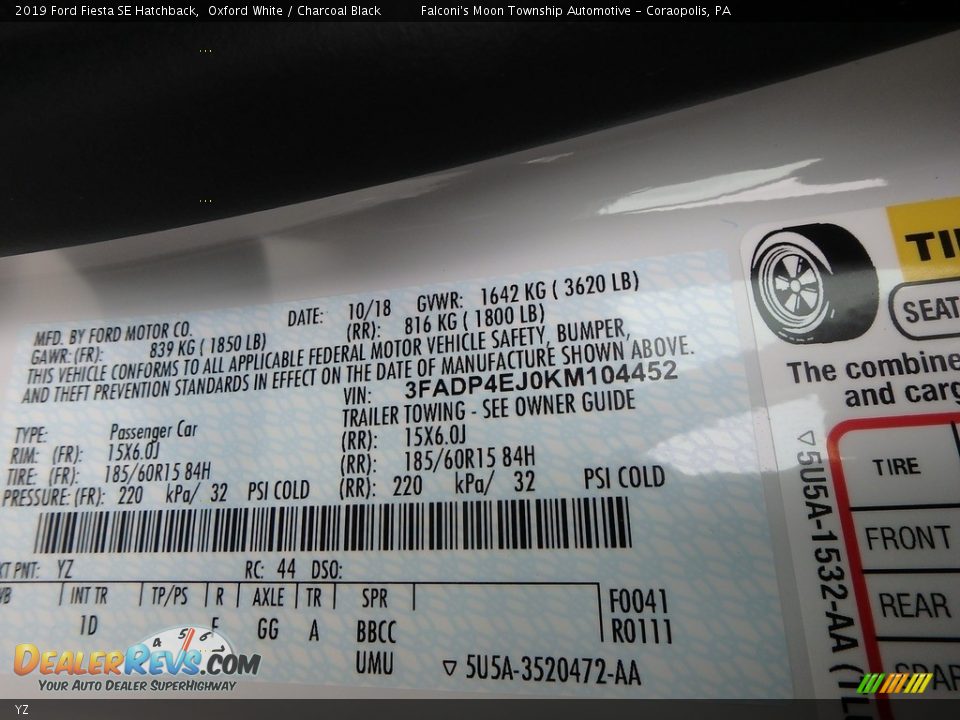 2019 Ford Fiesta SE Hatchback, Oxford White / Charcoal Black Falconi's Moon Township Automotive - Coraopolis, PA
MFD. BY FORD MOTOR CO.
DATE: 10/18 GVWR: 1642 KG ( 3620 LB)
GAWR: (FR): 839 KG ( 1850 LB) (RR): 816 KG ( 1800 LB)
THIS VEHICLE CONFORMS TO ALL APPLICABLE FEDERAL MOTOR VEHICLE SAFETY, BUMPER,
AND THEFT PREVENTION STANDARDS IN EFFECT ON THE DATE OF MANUFACTURE SHOWN ABOVE.
VIN: 3FADP4EJ0KM104452
TYPE: Passenger Car TRAILER TOWING - SEE OWNER GUIDE
RIM: (FR): 15X6.0J (RR): 15X6.0J
TIRE: (FR): 185/60R15 84H (RR): 185/60R15 84H
PRESSURE: (FR): 220 kPa/ 32 PSI COLD (RR): 220 kPa/ 32 PSI COLD
PNT: YZ RC: 44 DSO:
INT TR TP/PS R AXLE TR SPR
1D GG A BBCC
UMU
F0041
R0111
▽ 5U5A-3520472-AA
SEAT
The combine
and carg
TIRE
FRONT
REAR
▽5U5A-1532-AA
DEALERREVS.COM
YOUR AUTO DEALER SUPERHIGHWAY
YZ